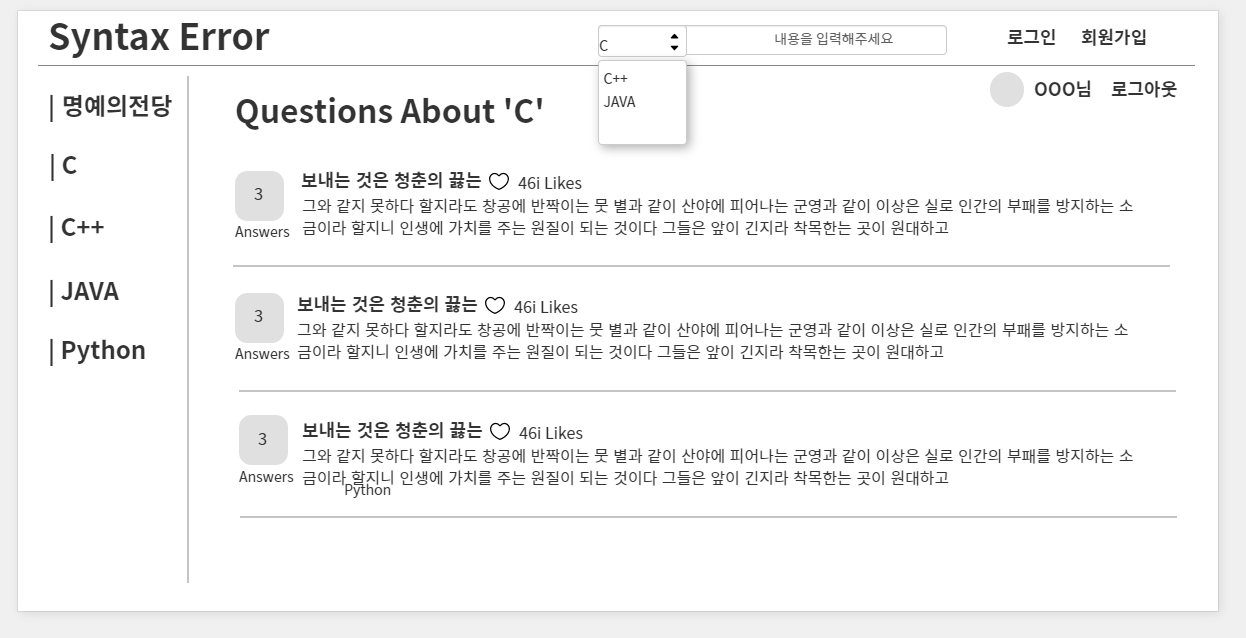 Syntax Error
C
내용을 입력해주세요
로그인 회원가입
C++
JAVA
OOO님 로그아웃
| 명예의전당
| C
| C++
| JAVA
| Python
Questions About 'C'
3
Answers
보내는 것은 청춘의 끓는 46i Likes
그와 같지 못하다 할지라도 창공에 반짝이는 뭇 별과 같이 산야에 피어나는 군영과 같이 이상은 실로 인간의 부패를 방지하는 소
금이라 할지니 인생에 가치를 주는 원질이 되는 것이다 그들은 앞이 긴지라 착목한는 곳이 원대하고
3
Answers
보내는 것은 청춘의 끓는 46i Likes
그와 같지 못하다 할지라도 창공에 반짝이는 뭇 별과 같이 산야에 피어나는 군영과 같이 이상은 실로 인간의 부패를 방지하는 소
금이라 할지니 인생에 가치를 주는 원질이 되는 것이다 그들은 앞이 긴지라 착목한는 곳이 원대하고
3
Answers
보내는 것은 청춘의 끓는 46i Likes
그와 같지 못하다 할지라도 창공에 반짝이는 뭇 별과 같이 산야에 피어나는 군영과 같이 이상은 실로 인간의 부패를 방지하는 소
금이라 할지니 인생에 가치를 주는 원질이 되는 것이다 그들은 앞이 긴지라 착목한는 곳이 원대하고
Python